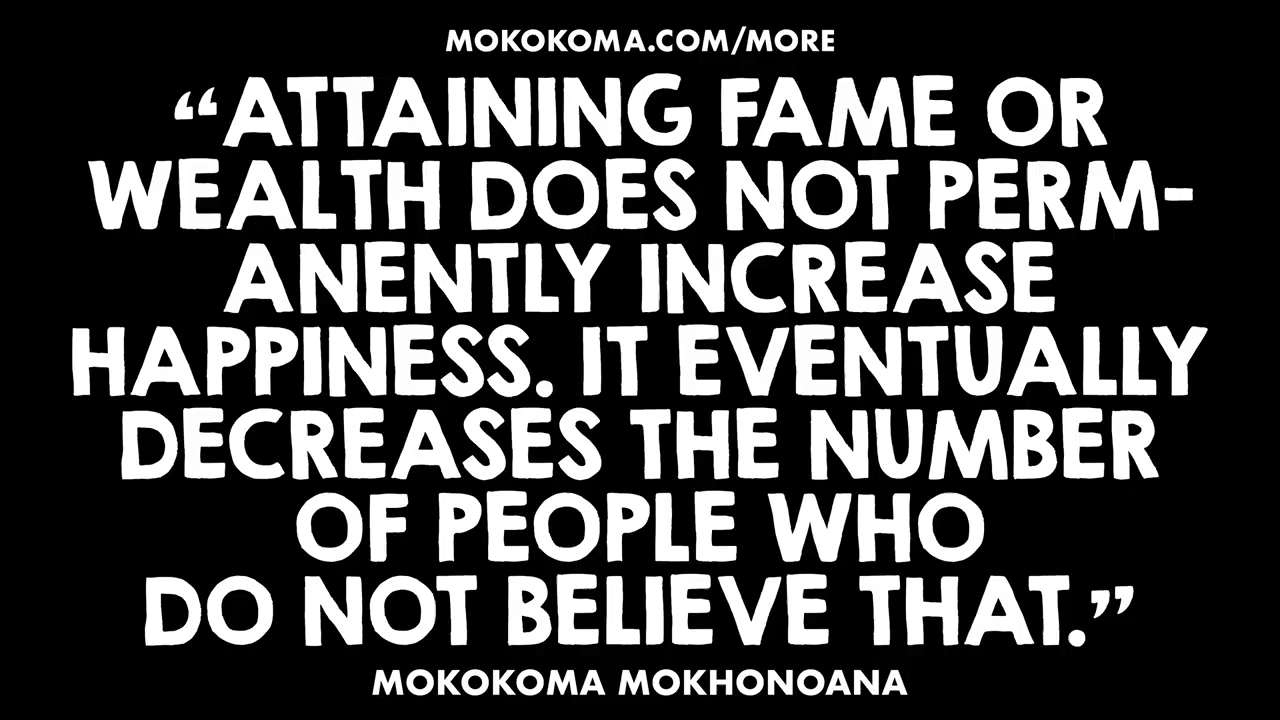 MOKOKOMA.COM/MORE
“ATTAINING FAME OR
WEALTH DOES NOT PERM-
ANENTLY INCREASE
HAPPINESS. IT EVENTUALLY
DECREASES THE NUMBER
OF PEOPLE WHO
DO NOT BELIEVE THAT.”
MOKOKOMA MOKHONOANA